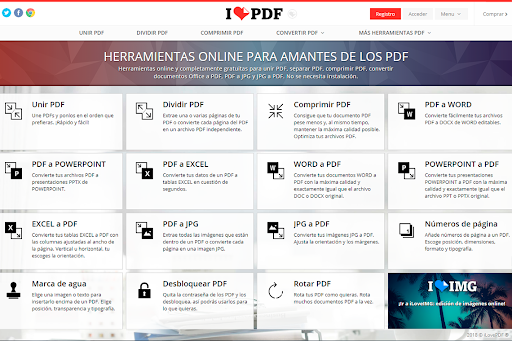 I PDF
Registro Acceder Menu Comprar
UNIR PDF DIVIDIR PDF COMPRIMIR PDF CONVERTIR PDF MÁS HERRAMIENTAS PDF
HERRAMIENTAS ONLINE PARA AMANTES DE LOS PDF
Herramientas online y completamente gratuitas para unir PDF, separar PDF, comprimir PDF, convertir
documentos Office a PDF, PDF a JPG y JPG a PDF. No se necesita instalación.
Unir PDF
Une PDFs y ponlos en el orden que
prefieras. ¡Rápido y fácil!
Dividir PDF
Extrae una o varias páginas de tu
PDF o convierte cada página del PDF
en un archivo PDF independiente.
Comprimir PDF
Consigue que tu documento PDF
pese menos y, al mismo tiempo,
mantener la máxima calidad posible.
Optimiza tus archivos PDF.
PDF a WORD
Convierte fácilmente tus archivos
PDF a DOCX de WORD editables.
PDF a POWERPOINT
Convierte tus archivos PDF a
presentaciones PPTX de
POWERPOINT.
P
PDF a EXCEL
Convierte tus datos de un PDF a
tablas EXCEL en cuestión de
segundos.
X
WORD a PDF
Convierte tus documentos WORD a
PDF con la máxima calidad y
exactamente igual que el archivo
DOC o DOCX original.
W
POWERPOINT a PDF
Convierte tus presentaciones
POWERPOINT a PDF con la máxima
calidad y exactamente igual que el archivo
PPT o PPTX original.
P
EXCEL a PDF
Convierte tus tablas EXCEL a PDF con
las columnas ajustadas al ancho de
la página. Vertical u horizontal, tu
escoges la orientación.
X
PDF a JPG
Extrae todas las imágenes que están
dentro de un PDF o convierte cada
página en una imagen JPG.
JPG a PDF
Convierte tus imágenes JPG a PDF.
Ajusta la orientación y los márgenes.
Números de página
Añade números de página a un PDF.
Escoge posición, dimensiones,
formato y tipografía.
Marca de agua
Elige una imagen o texto para
insertarlo encima de un PDF. Elige
posición, transparencia y tipografía.
Desbloquear PDF
Quita la contraseña de los PDF y los
desbloquea, así podrás usarlos para
lo que quieras.
Rotar PDF
Rota tus PDF como quieras. Rota
muchos documentos PDF a la vez.
I IMG
¡Ir a iLoveIMG: edición de imágenes online!